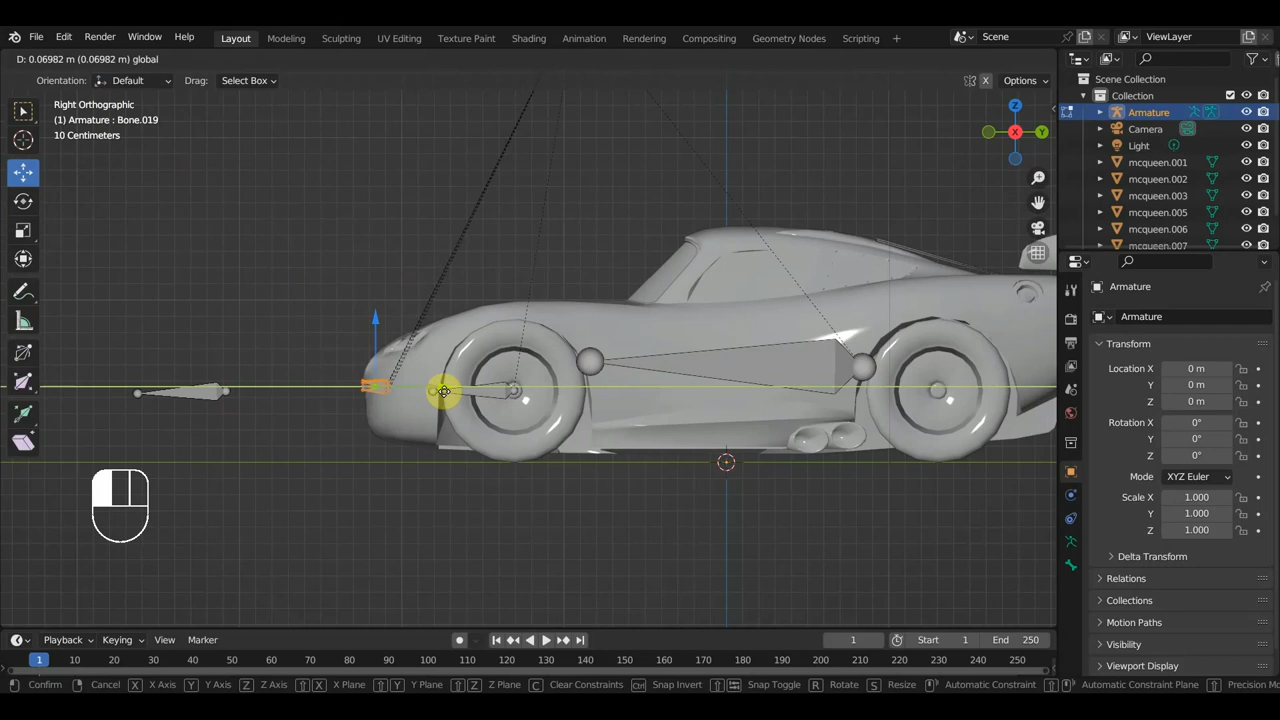 File Edit Render Window Help Layout Modeling Sculpting UV Editing Texture Paint Shading Animation Rendering Compositing Geometry Nodes Scripting + Scene ViewLayer
D: 0.06982 m (0.06982 m) global
Orientation: Default Drag: Select Box X Options
Scene Collection
Right Orthographic
(1) Armature : Bone.019
10 Centimeters
Z
Y
X
Collection
Armature
Camera
Light
mcqueen.001
mcqueen.002
mcqueen.003
mcqueen.005
mcqueen.006
mcqueen.007
Armature
Armature
Transform
Location X 0 m
Y 0 m
Z 0 m
Rotation X 0°
Y 0°
Z 0°
Mode XYZ Euler
Scale X 1.000
Y 1.000
Z 1.000
Delta Transform
Relations
Collections
Motion Paths
Visibility
Viewport Display
Playback Keying View Marker 1 Start 1 End 250
1 10 20 30 40 50 60 70 80 90 100 110 120 130 140 150 160 170 180 190 200 210 220 230 240 250
Confirm Cancel X X Axis Y Y Axis Z Z Axis X X Plane Y Y Plane Z Z Plane C Clear Constraints Ctrl Snap Invert Snap Toggle R Rotate S Resize Automatic Constraint Automatic Constraint Plane Precision Mo